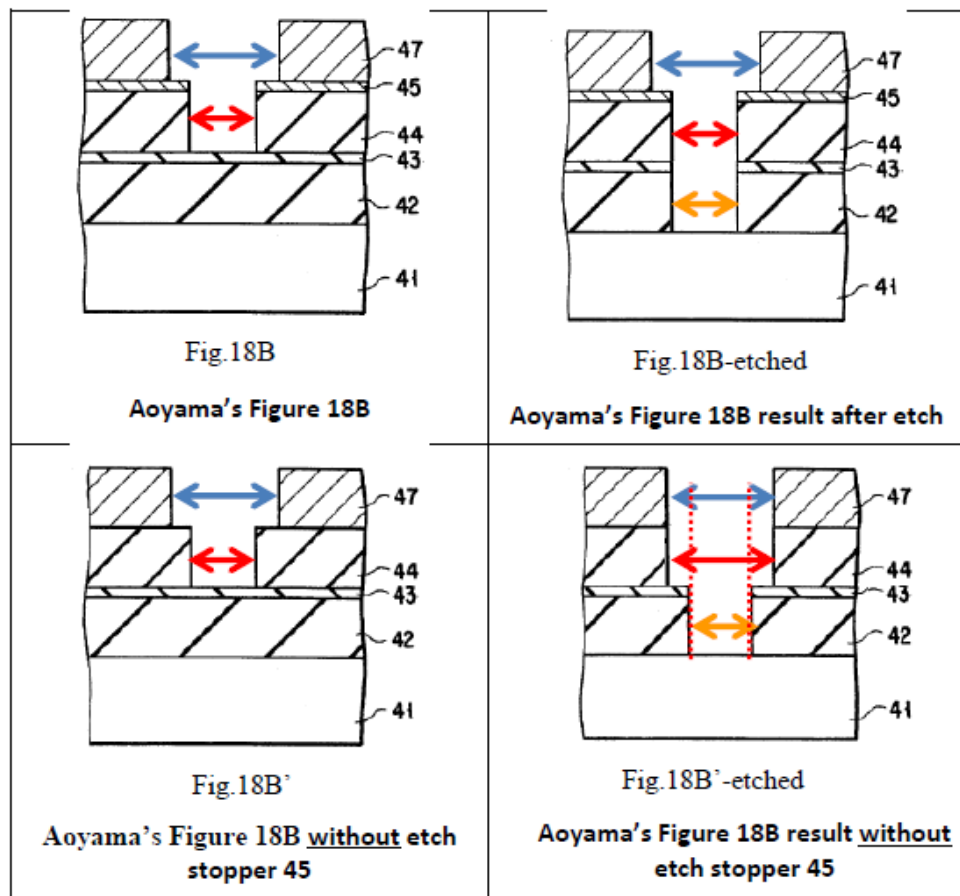 47
45
44
43
42
41
Fig.18B
Aoyama's Figure 18B
47
45
44
43
42
41
Fig.18B-etched
Aoyama's Figure 18B result after etch
47
44
43
42
41
Fig.18B'
Aoyama's Figure 18B without etch
stopper 45
47
44
43
42
41
Fig.18B`-etched
Aoyama's Figure 18B result without
etch stopper 45